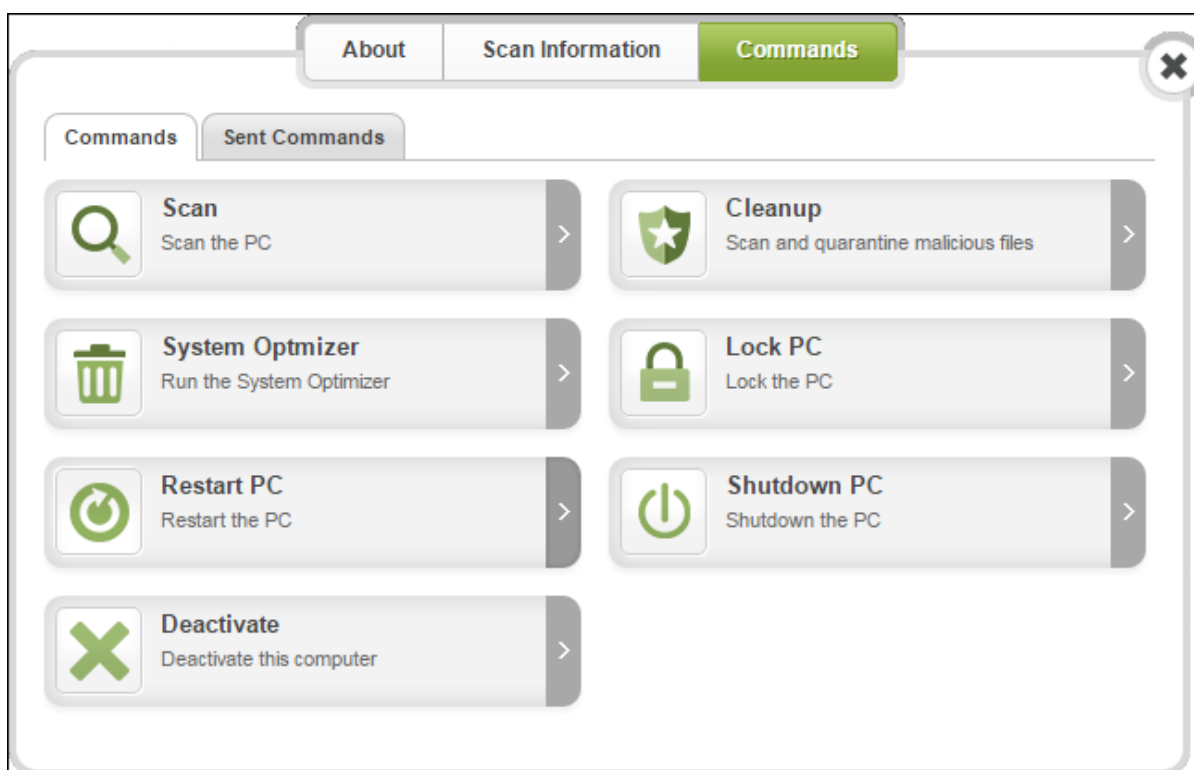 About
Scan Information
Commands
Commands
Sent Commands
Scan
Scan the PC
Cleanup
Scan and quarantine malicious files
System Optmizer
Run the System Optimizer
Lock PC
Lock the PC
Restart PC
Restart the PC
Shutdown PC
Shutdown the PC
Deactivate
Deactivate this computer